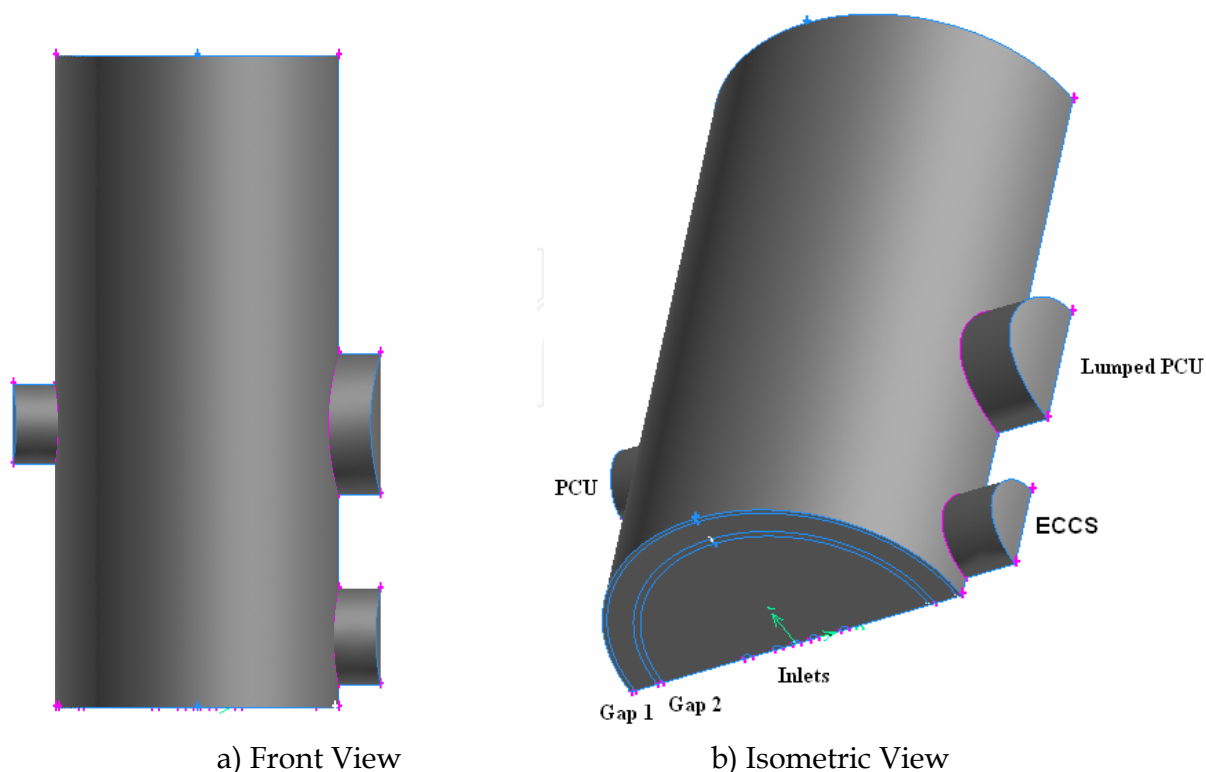 Lumped PCU
PCU
ECCS
Inlets
Gap 1
Gap 2
a) Front View
b) Isometric View